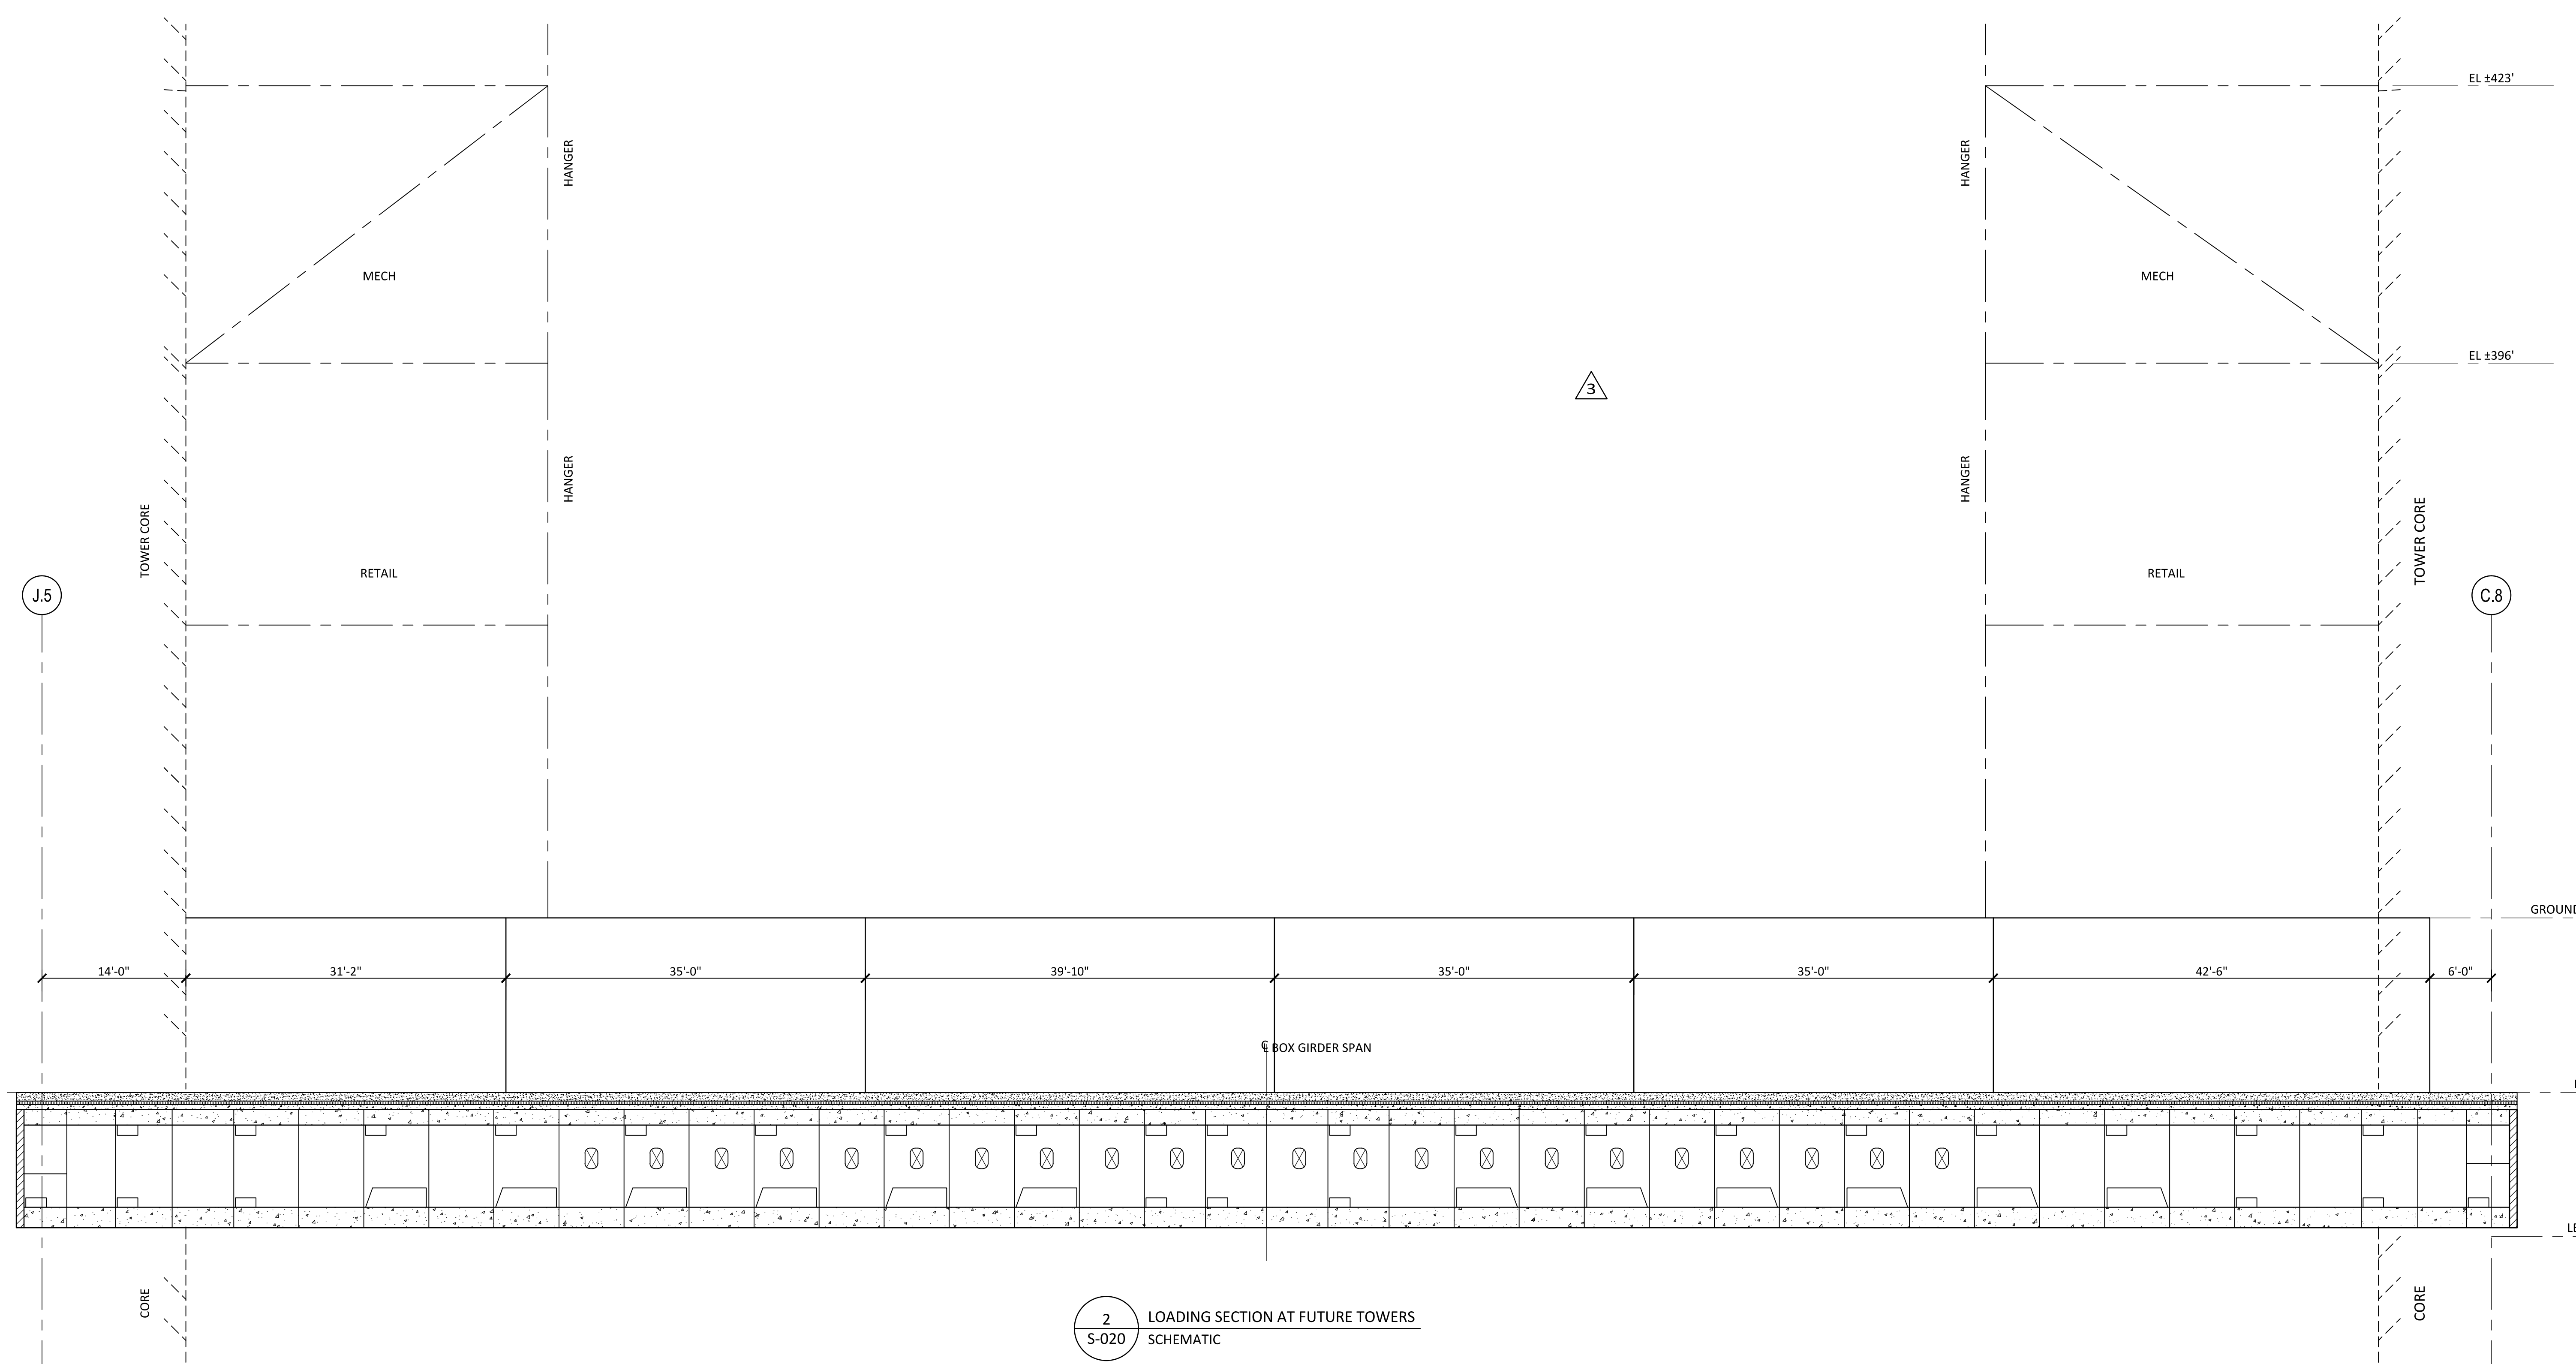 EL ±423'
HANGER
HANGER
MECH
MECH
EL ±396'
3
HANGER
HANGER
TOWER CORE
TOWER CORE
RETAIL
RETAIL
J.5
C.8
GROUND
14'-0"
31'-2"
35'-0"
39'-10"
35'-0"
35'-0"
42'-6"
6'-0"
℄ BOX GIRDER SPAN
CORE
CORE
2
S-020
LOADING SECTION AT FUTURE TOWERS
SCHEMATIC